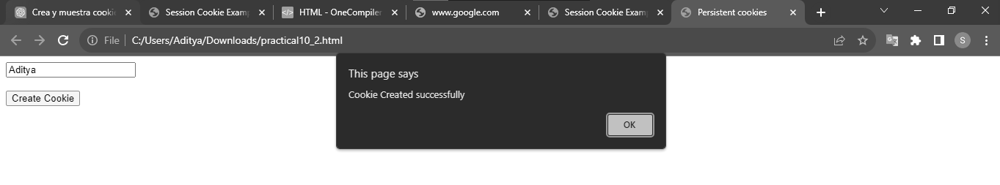 Crea y muestra cookie
Session Cookie Examp
HTML - OneCompiler
www.google.com
Session Cookie Examp
Persistent cookies
File
C:/Users/Aditya/Downloads/practical10_2.html
S
Aditya
Create Cookie
This page says
Cookie Created successfully
OK